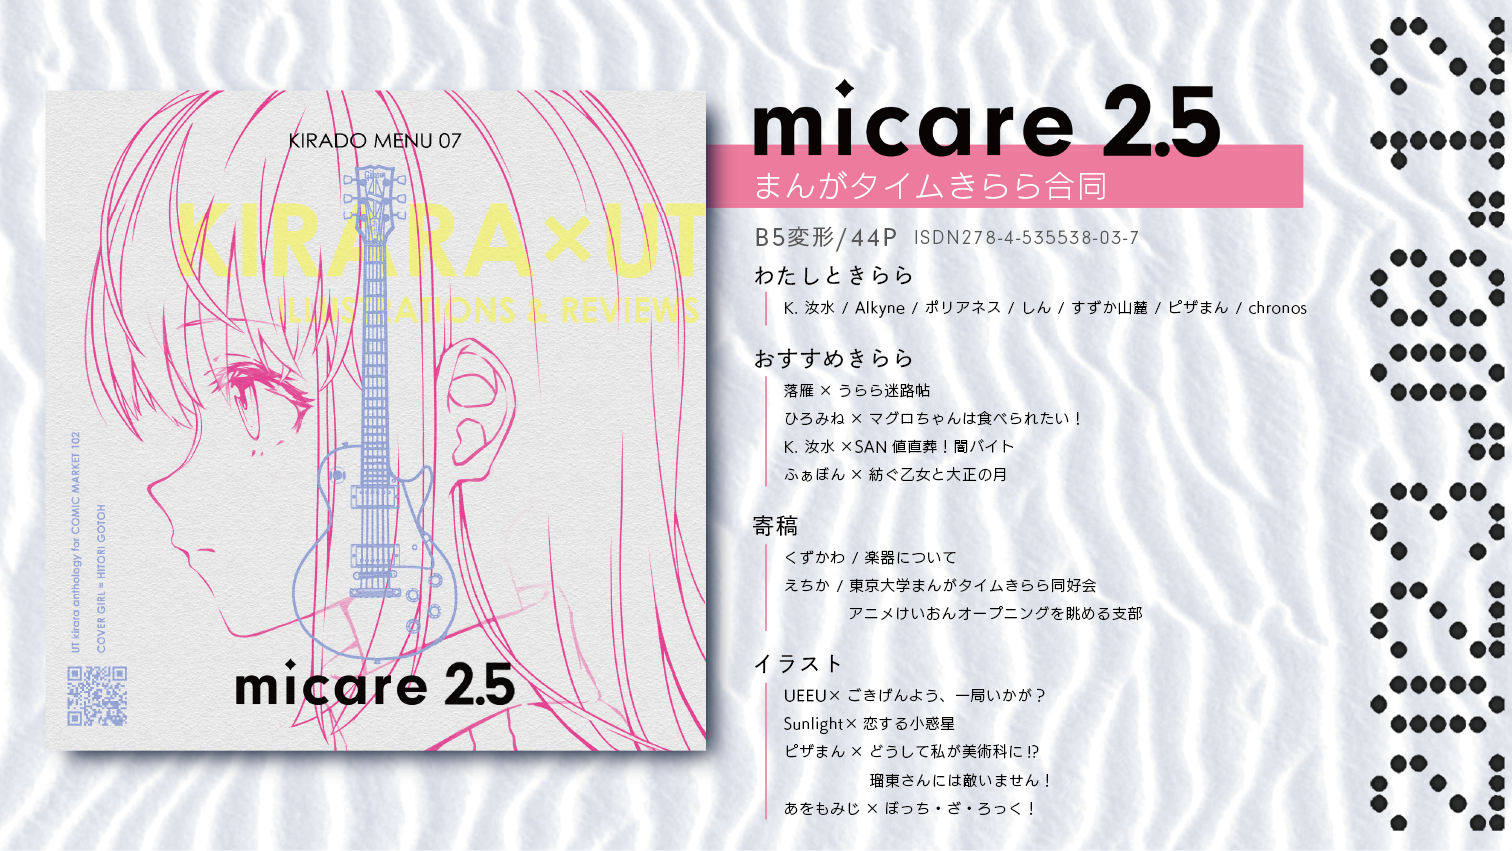 KIRADO MENU 07
KIRARA×UT
ILLUSTRATIONS & REVIEWS
UT kirara anthology for COMIC MARKET 102
COVER GIRL = HITORI GOTOH
micare 2.5
micare 2.5
まんがタイムきらら合同
B5変形/44P ISDN278-4-535538-03-7
わたしときらら
K. 汝水 / Alkyne / ポリアネス / しん / すずか山麓 / ピザまん / chronos
おすすめきらら
落雁 × うらら迷路帖
ひろみね × マグロちゃんは食べられたい！
K. 汝水 ×SAN 値直葬！闇バイト
ふぁぼん × 紡ぐ乙女と大正の月
寄稿
くずかわ / 楽器について
えちか / 東京大学まんがタイムきらら同好会
アニメけいおんオープニングを眺める支部
イラスト
UEEU× ごきげんよう、一局いかが？
Sunlight× 恋する小惑星
ピザまん × どうして私が美術科に !?
瑠東さんには敵いません！
あをもみじ × ぼっち・ざ・ろっく！
2023.08.12